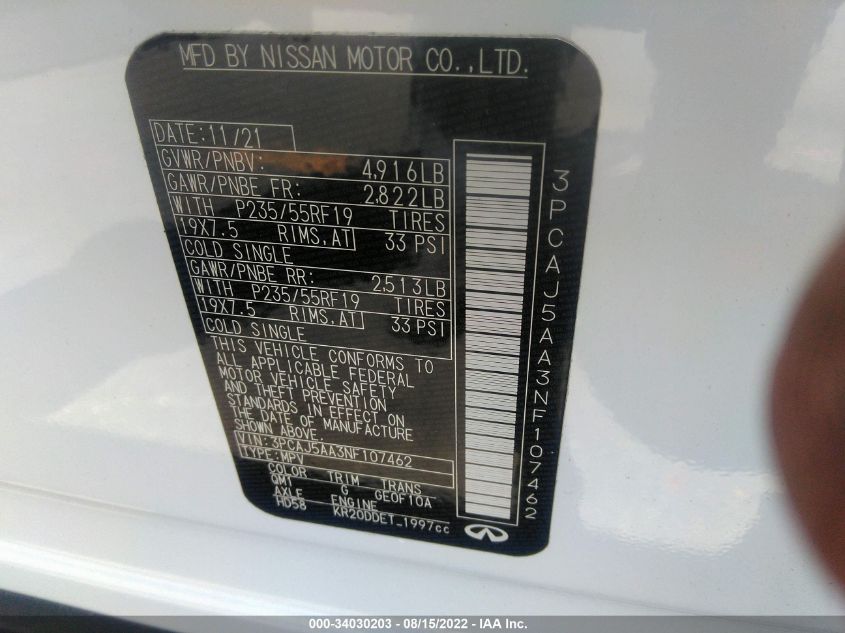 MFD BY NISSAN MOTOR CO.,LTD.
DATE:11/21
GVWR/PNBV: 4,916LB
GAWR/PNBE FR: 2,822LB
WITH P235/55RF19 TIRES
19X7.5 RIMS,AT 33 PSI
COLD SINGLE
GAWR/PNBE RR: 2,513LB
WITH P235/55RF19 TIRES
19X7.5 RIMS,AT 33 PSI
COLD SINGLE
THIS VEHICLE CONFORMS TO
ALL APPLICABLE FEDERAL
MOTOR VEHICLE SAFETY
AND THEFT PREVENTION
STANDARDS IN EFFECT ON
THE DATE OF MANUFACTURE
SHOWN ABOVE.
VIN:3PCAJ5AA3NF107462
TYPE:MPV
COLOR TRIM TRANS
QM1 G GE0F10A
AXLE ENGINE
HD58 KR20DDET_1997cc
3PCAJ5AA3NF107462
000-34030203 - 08/15/2022 - IAA Inc.